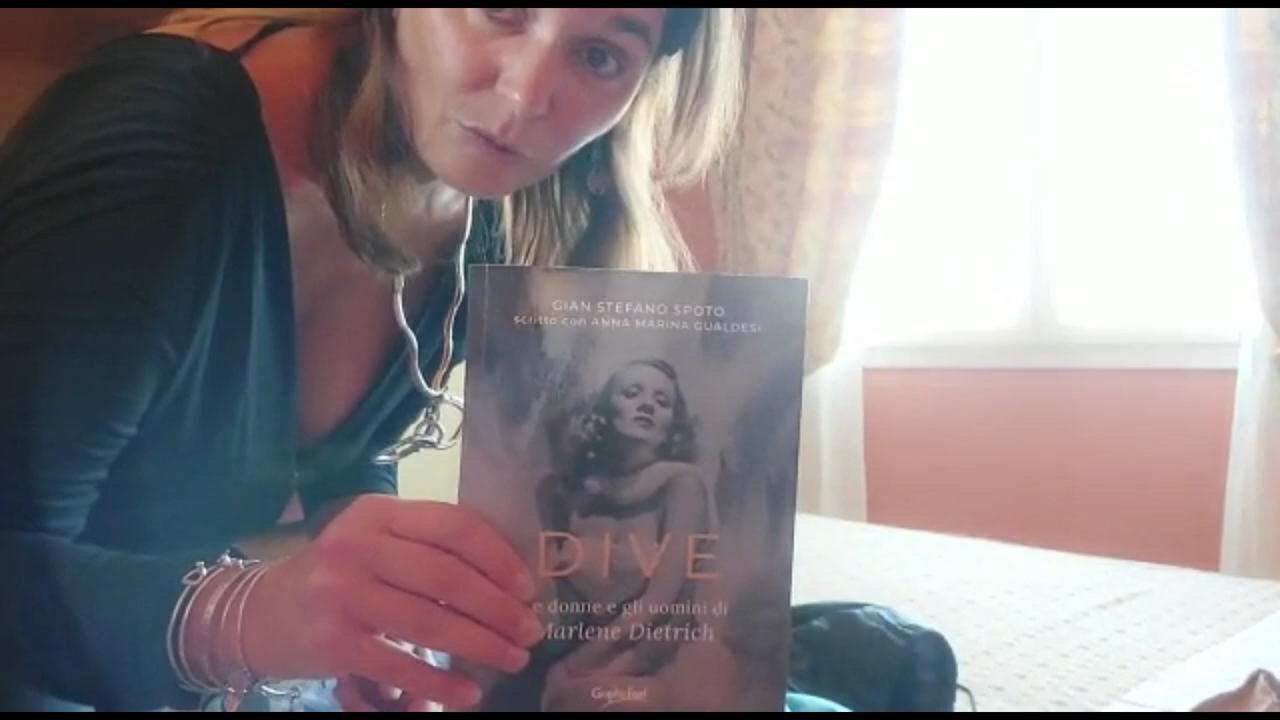 GIAN STEFANO SPOTO
scritto con ANNA MARINA GUALDESI
DIVE
e donne e gli uomini di
Marlene Dietrich